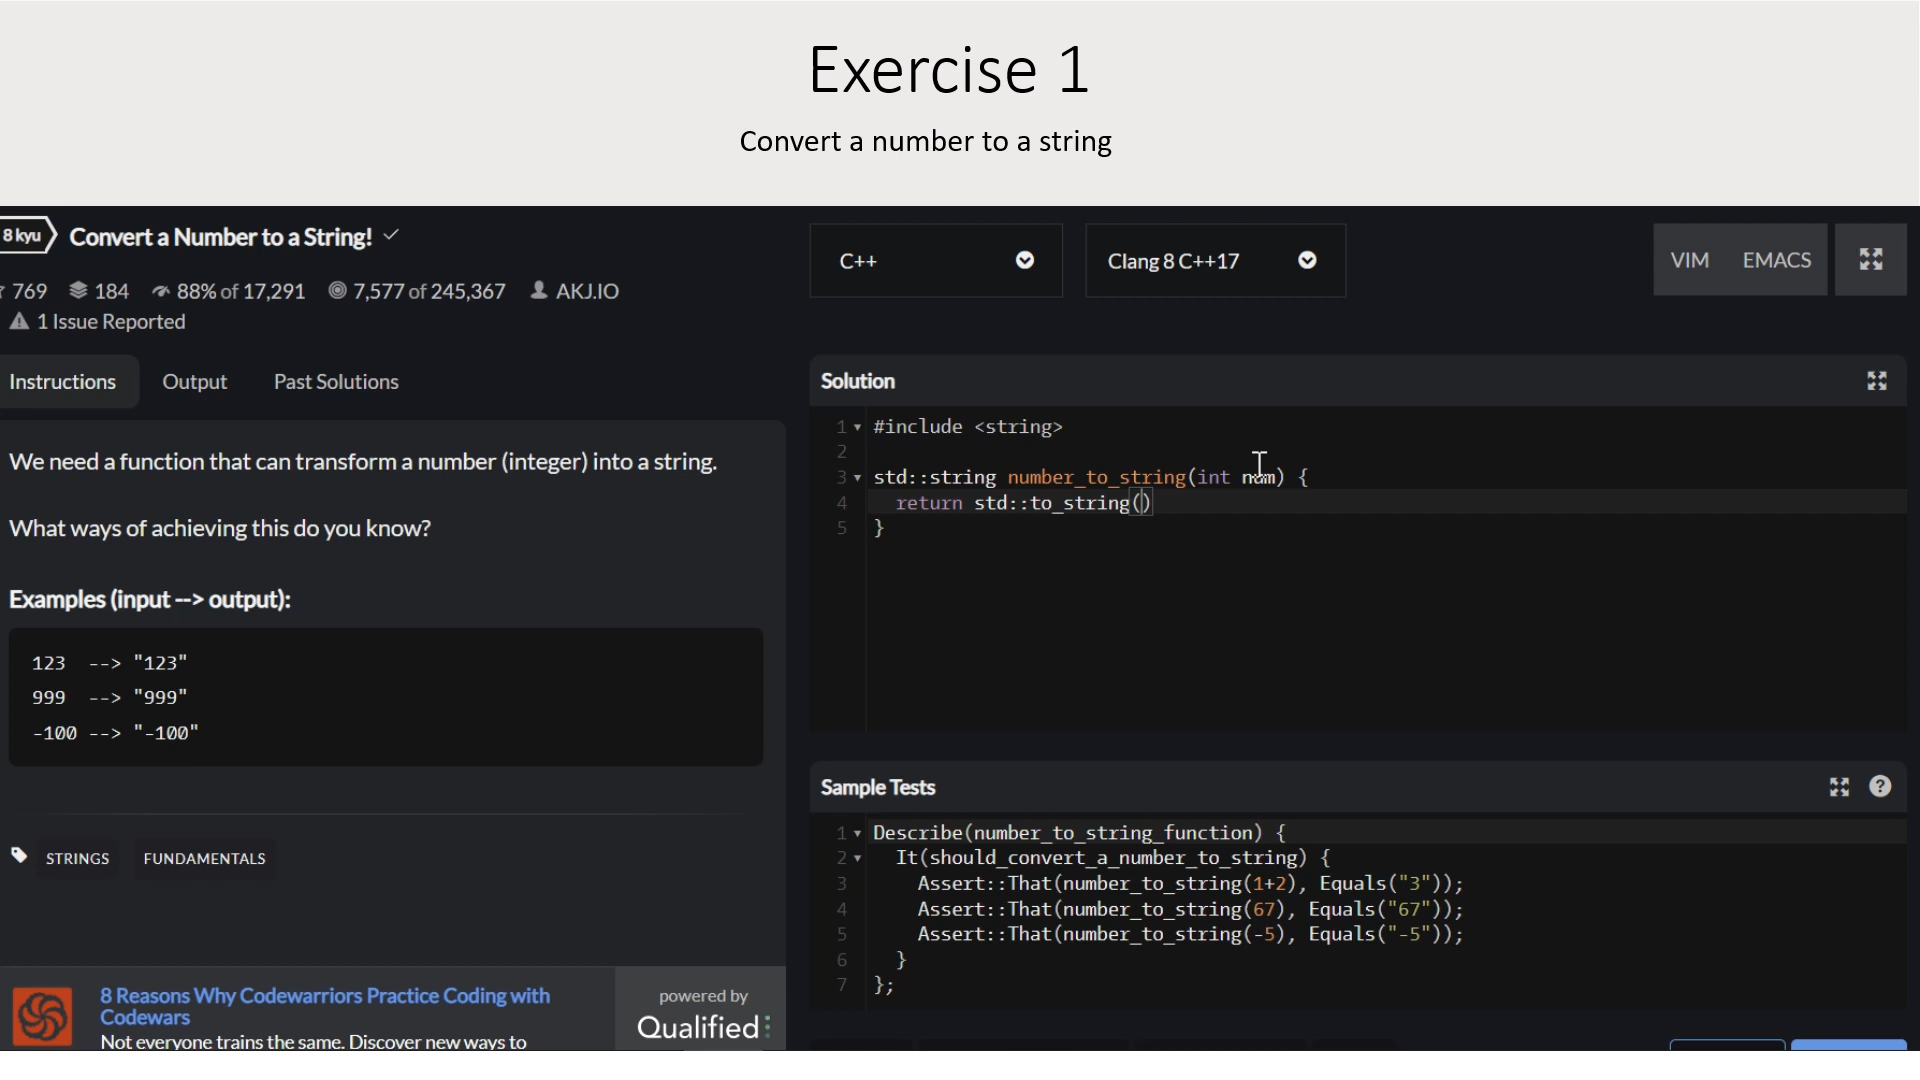 Exercise 1
Convert a number to a string
8 kyu
Convert a Number to a String!
769 184 88% of 17,291 7,577 of 245,367 AKJ.IO
1 Issue Reported
Instructions Output Past Solutions
We need a function that can transform a number (integer) into a string.
What ways of achieving this do you know?
Examples (input --> output):
123 --> "123"
999 --> "999"
-100 --> "-100"
STRINGS FUNDAMENTALS
8 Reasons Why Codewarriors Practice Coding with
Codewars
Not everyone trains the same. Discover new ways to
powered by
Qualified
C++ Clang 8 C++17 VIM EMACS
Solution
1 #include <string>
2
3 std::string number_to_string(int num) {
4 return std::to_string()
5 }
Sample Tests
?
1 Describe(number_to_string_function) {
2 It(should_convert_a_number_to_string) {
3 Assert::That(number_to_string(1+2), Equals("3"));
4 Assert::That(number_to_string(67), Equals("67"));
5 Assert::That(number_to_string(-5), Equals("-5"));
6 }
7 };